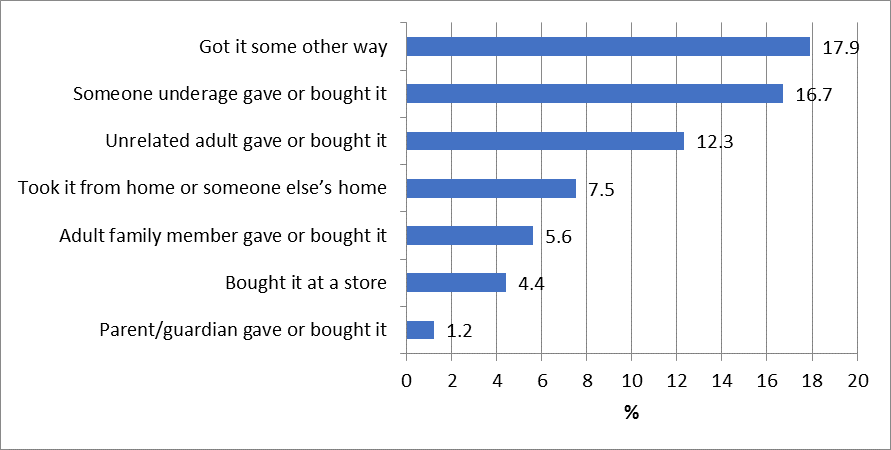 Got it some other way 17.9
Someone underage gave or bought it 16.7
Unrelated adult gave or bought it 12.3
Took it from home or someone else’s home 7.5
Adult family member gave or bought it 5.6
Bought it at a store 4.4
Parent/guardian gave or bought it 1.2
0 2 4 6 8 10 12 14 16 18 20
%